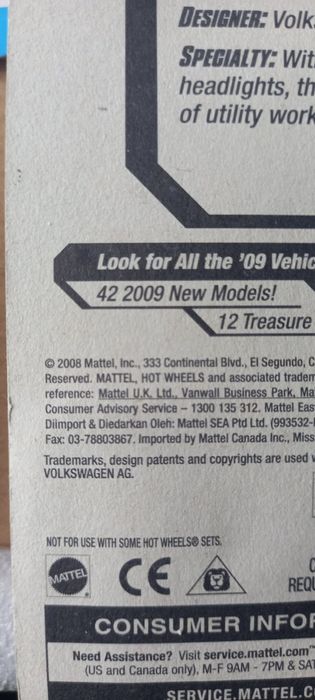 DESIGNER: Volk
SPECIALTY: Wit
headlights, th
of utility work
Look for All the '09 Vehic
42 2009 New Models!
12 Treasure
© 2008 Mattel, Inc., 333 Continental Blvd., El Segundo, C
Reserved. MATTEL, HOT WHEELS and associated tradem
reference: Mattel U.K. Ltd., Vanwall Business Park, Ma
Consumer Advisory Service – 1300 135 312. Mattel Eas
Diimport & Diedarkan Oleh: Mattel SEA Ptd Ltd. (993532-
Fax: 03-78803867. Imported by Mattel Canada Inc., Miss
Trademarks, design patents and copyrights are used
VOLKSWAGEN AG.
NOT FOR USE WITH SOME HOT WHEELS® SETS.
MATTEL CE
REQU
CONSUMER INFOR
Need Assistance? Visit service.mattel.com™
(US and Canada only), M-F 9AM - 7PM & SAT
SERVICE.MATTEL.C